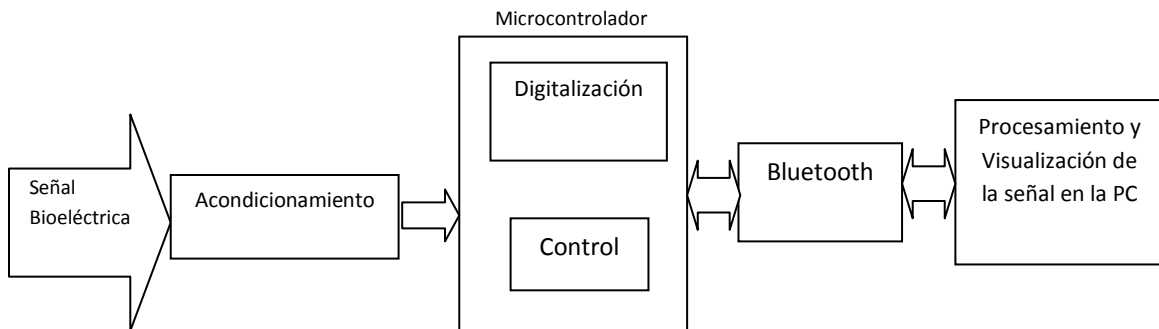 Microcontrolador
Señal
Bioeléctrica
Acondicionamiento
Digitalización
Control
Bluetooth
Procesamiento y
Visualización de
la señal en la PC